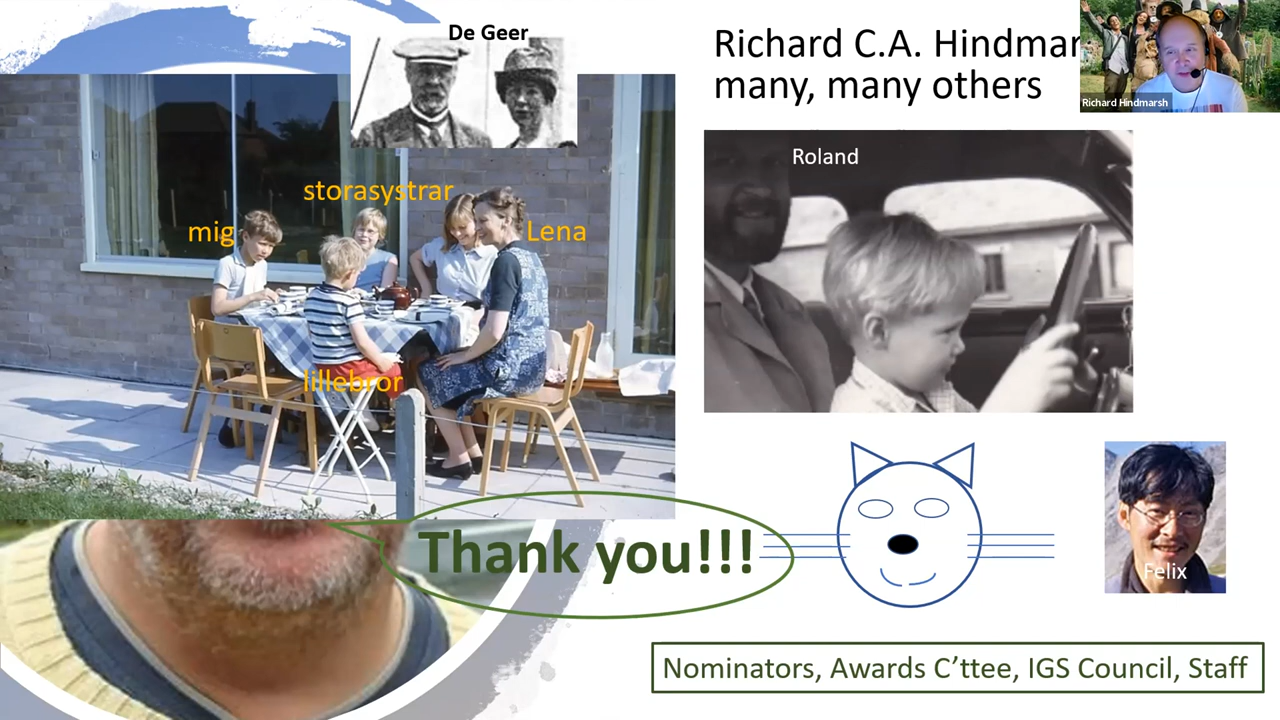 De Geer
Richard C.A. Hindmar
many, many others
Richard Hindmarsh
Roland
storasystrar
mig
Lena
lillebror
Thank you!!!
Felix
Nominators, Awards C'ttee, IGS Council, Staff